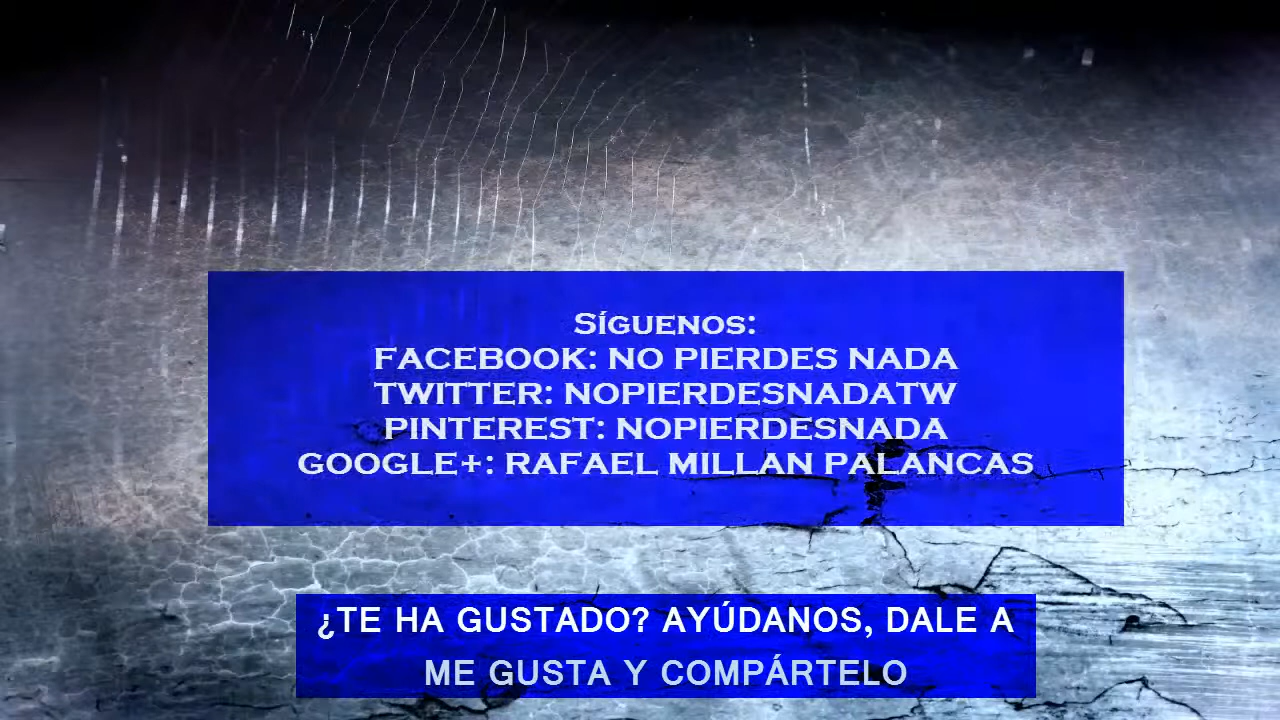 SÍGUENOS:
FACEBOOK: NO PIERDES NADA
TWITTER: NOPIERDESNADATW
PINTEREST: NOPIERDESNADA
GOOGLE+: RAFAEL MILLAN PALANCAS
¿TE HA GUSTADO? AYÚDANOS, DALE A
ME GUSTA Y COMPÁRTELO